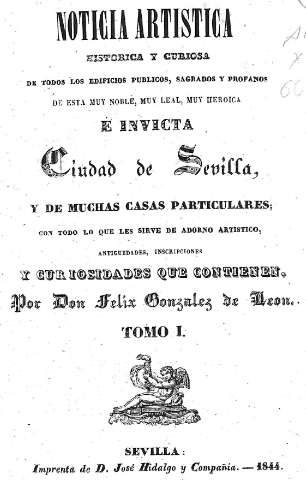 NOTICIA ARTISTICA
HISTORICA Y CURIOSA
DE TODOS LOS EDIFICIOS PUBLICOS, SAGRADOS Y PROFANOS
DE ESTA MUY NOBLE, MUY LEAL, MUY HEROICA
E INVICTA
Ciudad de Sevilla,
Y DE MUCHAS CASAS PARTICULARES;
CON TODO LO QUE LES SIRVE DE ADORNO ARTISTICO,
ANTIGUEDADES, INSCRIPCIONES
Y CURIOSIDADES QUE CONTIENEN.
Por Don Felix Gonzalez de Leon.
TOMO I.
SEVILLA:
Imprenta de D. José Hidalgo y Compañia. — 1844.